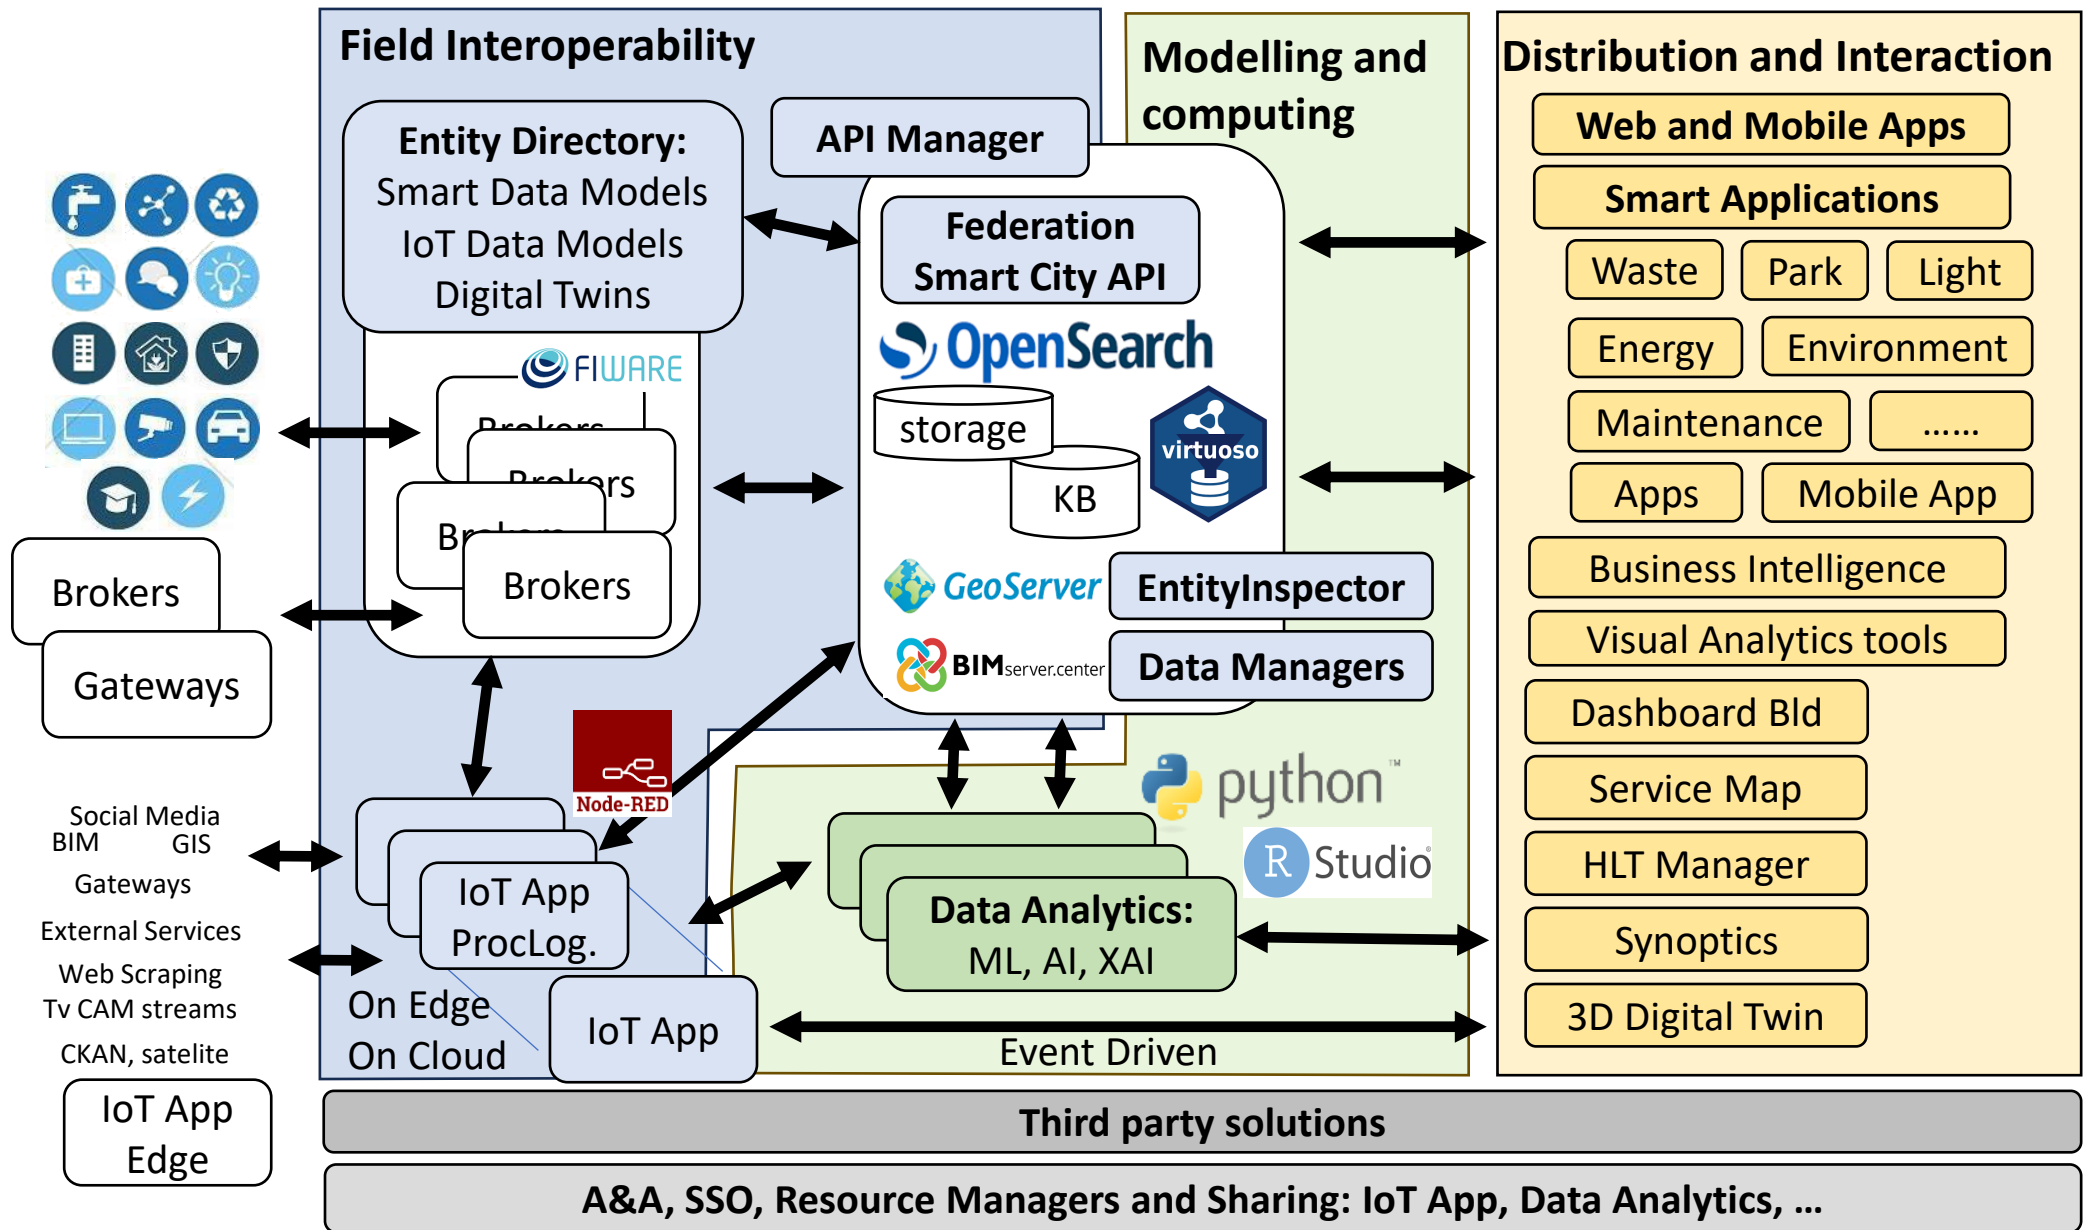 Field Interoperability
Entity Directory:
Smart Data Models
IoT Data Models
Digital Twins
API Manager
FIWARE
Brokers
Brokers
Brokers
Brokers
Brokers
Gateways
Social Media
BIM GIS
Gateways
External Services
Web Scraping
Tv CAM streams
CKAN, satelite
IoT App
Edge
Node-RED
IoT App
ProcLog.
On Edge
On Cloud
IoT App
Modelling and
computing
Federation
Smart City API
OpenSearch
storage
KB
virtuoso
GeoServer
EntityInspector
BIMserver.center
Data Managers
python™
R Studio®
Data Analytics:
ML, AI, XAI
Event Driven
Distribution and Interaction
Web and Mobile Apps
Smart Applications
Waste Park Light
Energy Environment
Maintenance ......
Apps Mobile App
Business Intelligence
Visual Analytics tools
Dashboard Bld
Service Map
HLT Manager
Synoptics
3D Digital Twin
Third party solutions
A&A, SSO, Resource Managers and Sharing: IoT App, Data Analytics, ...